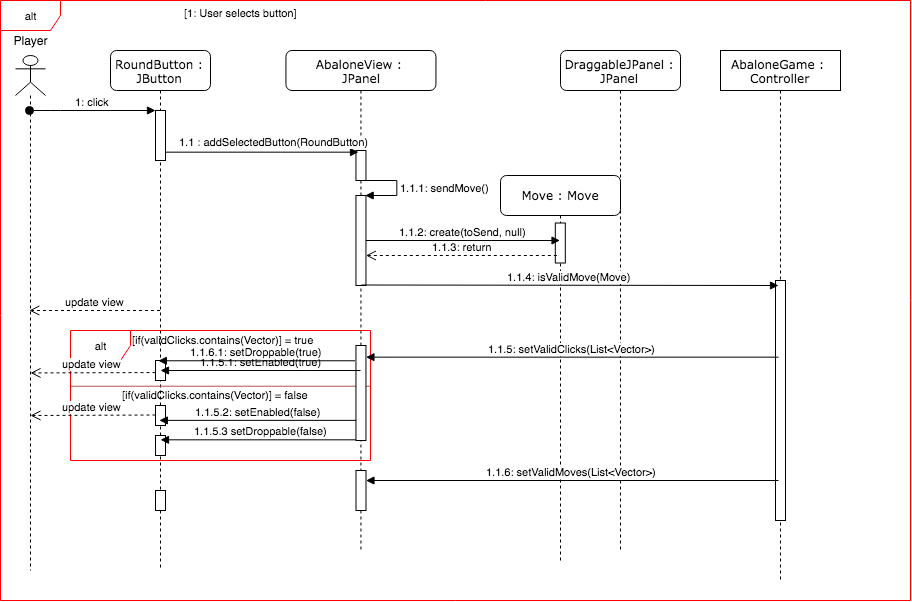 alt
[1: User selects button]
Player
RoundButton :
JButton
AbaloneView :
JPanel
DraggableJPanel :
JPanel
AbaloneGame :
Controller
1: click
1.1 : addSelectedButton(RoundButton)
1.1.1: sendMove()
Move : Move
1.1.2: create(toSend, null)
1.1.3: return
1.1.4: isValidMove(Move)
update view
alt
[if(validClicks.contains(Vector)] = true
1.1.6.1: setDroppable(true)
1.1.5: setValidClicks(List<Vector>)
1.1.5.1: setEnabled(true)
update view
[if(validClicks.contains(Vector)] = false
update view
1.1.5.2: setEnabled(false)
1.1.5.3 setDroppable(false)
1.1.6: setValidMoves(List<Vector>)